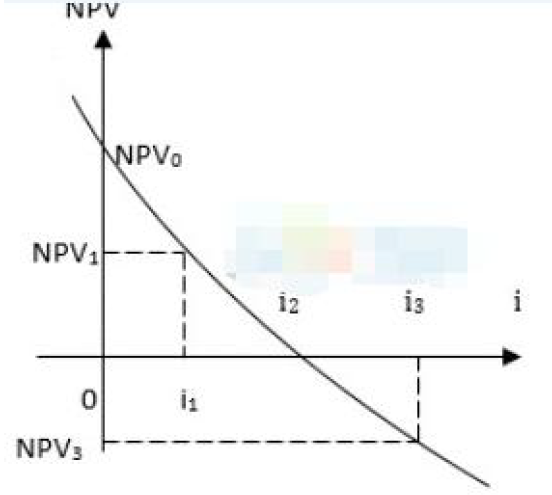 NPV
NPV₀
NPV₁
i₂ i₃ i
0 i₁
NPV₃